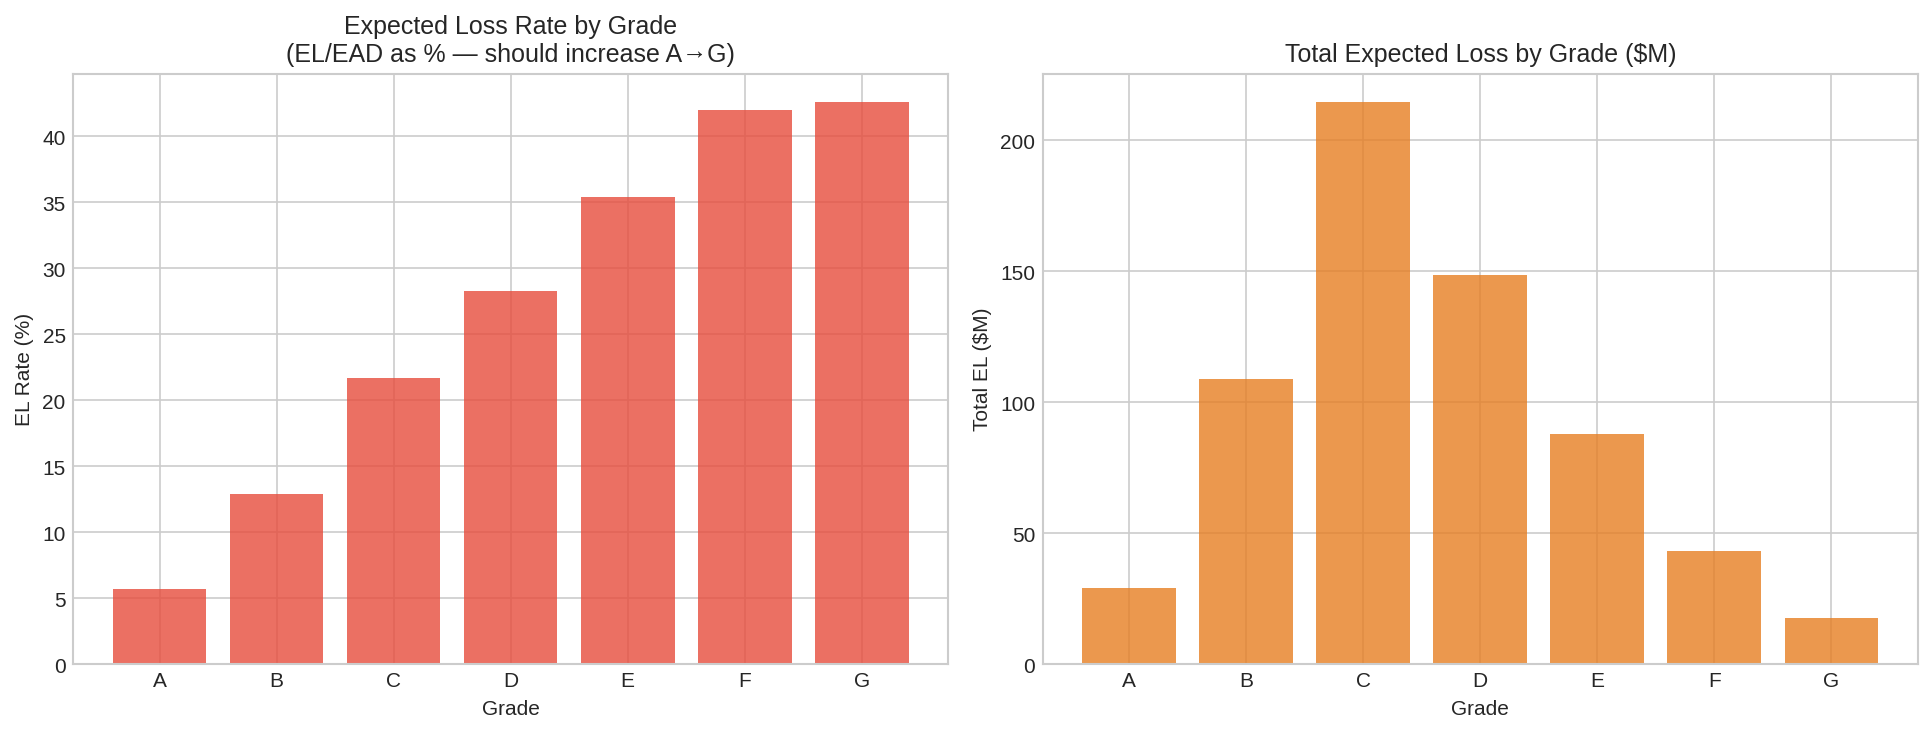 Expected Loss Rate by Grade
(EL/EAD as % — should increase A→G)
EL Rate (%)
40
35
30
25
20
15
10
5
0
A B C D E F G
Grade
Total Expected Loss by Grade ($M)
Total EL ($M)
200
150
100
50
0
A B C D E F G
Grade